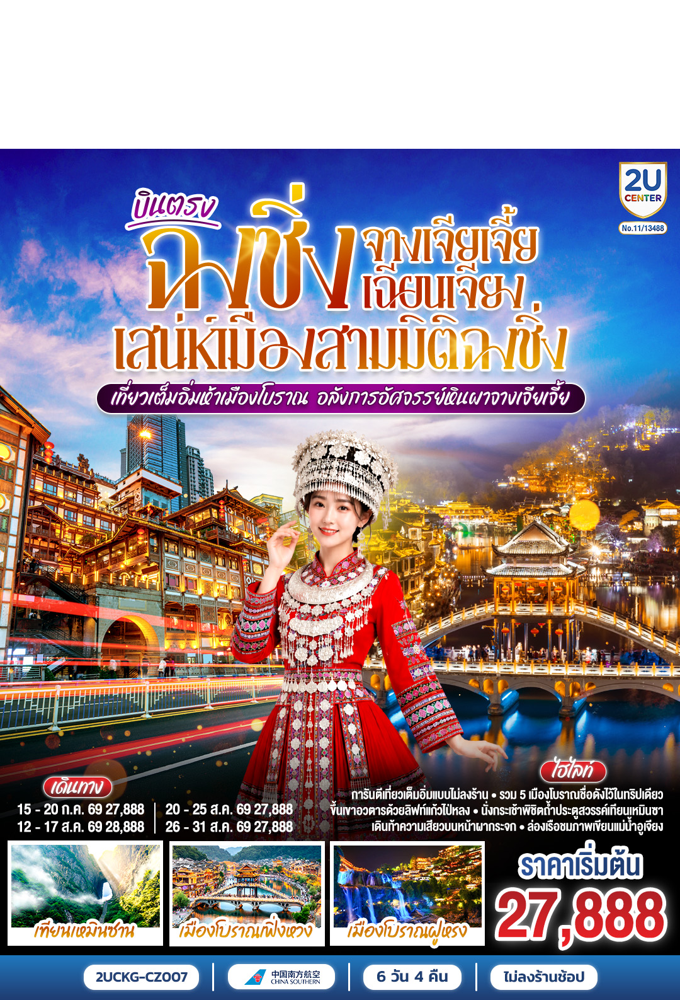 2U
CENTER
No.11/13488
บินตรง
ฉงชิ่ง
จางเจียเจี้ย
เฉียนเจียง
เสน่ห์เมืองสามมิติฉงชิ่ง
เที่ยวเต็มอิ่มห้าเมืองโบราณ อลังการอัศจรรย์หินผาจางเจียเจี้ย
เดินทาง
15 - 20 ก.ค. 69 27,888
12 - 17 ส.ค. 69 28,888
20 - 25 ส.ค. 69 27,888
26 - 31 ส.ค. 69 27,888
ไฮไลท์
การันตีเที่ยวเต็มอิ่มแบบไม่ลงร้าน • รวม 5 เมืองโบราณชื่อดังไว้ในทริปเดียว
ขึ้นเขาอวตารด้วยลิฟท์แก้วไป่หลง • นั่งกระเช้าพิชิตถ้ำประตูสวรรค์เทียนเหมินซา
เดินท้าความเสียวบนหน้าผากระจก • ล่องเรือชมภาพเขียนแม่น้ำอูเจียง
เทียนเหมินซาน
เมืองโบราณเฟิ่งหวง
เมืองโบราณฝูหรง
ราคาเริ่มต้น
27,888
2UCKG-CZ007
中国南方航空
CHINA SOUTHERN
6 วัน 4 คืน
ไม่ลงร้านช้อป